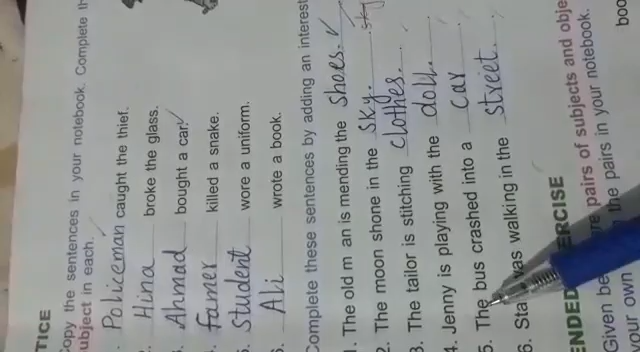 TICE
Copy the sentences in your notebook. Complete th
ubject in each.
Policeman caught the thief.
Hina broke the glass.
Ahmad bought a car.
Famer killed a snake.
Student wore a uniform.
Ali wrote a book.
Complete these sentences by adding an interest
1. The old m an is mending the shoes.
2. The moon shone in the sky.
3. The tailor is stitching clothes.
4. Jenny is playing with the doll.
5. The bus crashed into a car
6. Sta was walking in the street.
ENDED ERCISE
Given be re pairs of subjects and obje
your own the pairs in your notebook.
boo